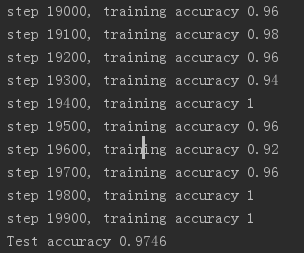 step 19000, training accuracy 0.96
step 19100, training accuracy 0.98
step 19200, training accuracy 0.96
step 19300, training accuracy 0.94
step 19400, training accuracy 1
step 19500, training accuracy 0.96
step 19600, training accuracy 0.92
step 19700, training accuracy 0.96
step 19800, training accuracy 1
step 19900, training accuracy 1
Test accuracy 0.9746